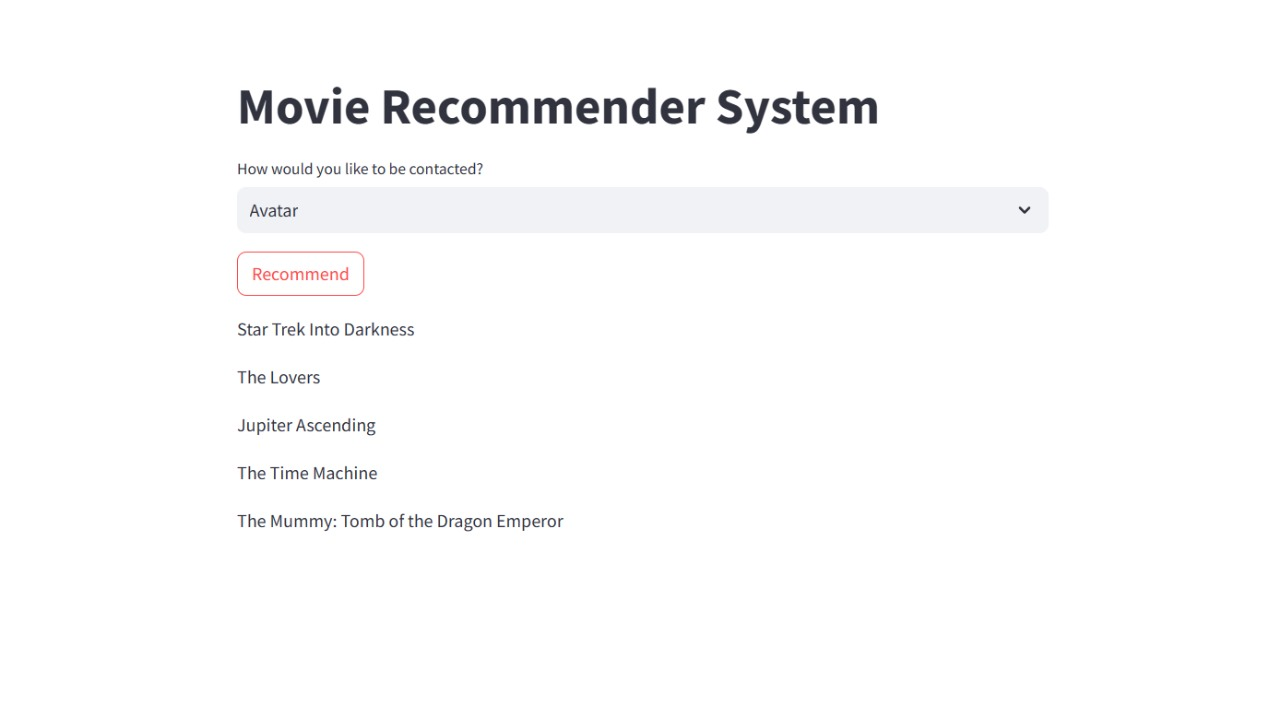 Movie Recommender System
How would you like to be contacted?
Avatar
Recommend
Star Trek Into Darkness
The Lovers
Jupiter Ascending
The Time Machine
The Mummy: Tomb of the Dragon Emperor